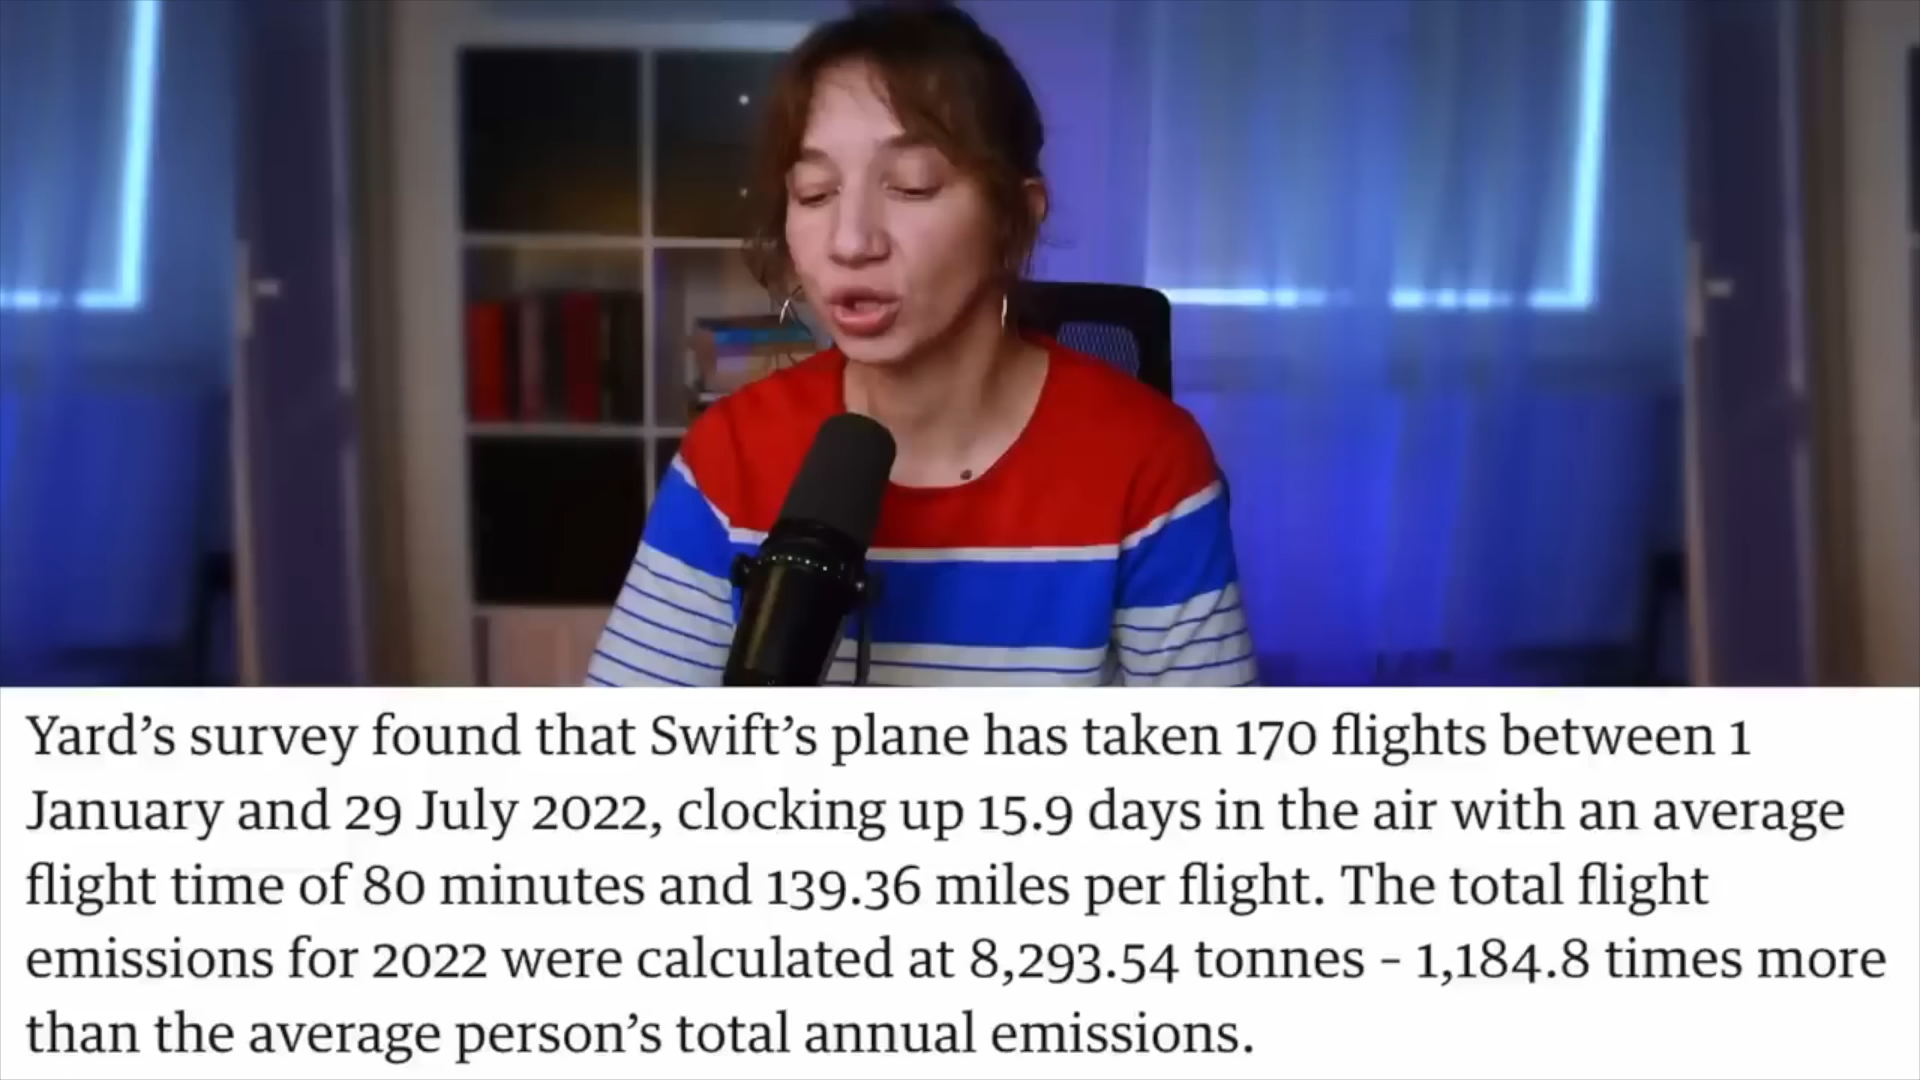 Yard’s survey found that Swift’s plane has taken 170 flights between 1
January and 29 July 2022, clocking up 15.9 days in the air with an average
flight time of 80 minutes and 139.36 miles per flight. The total flight
emissions for 2022 were calculated at 8,293.54 tonnes - 1,184.8 times more
than the average person’s total annual emissions.